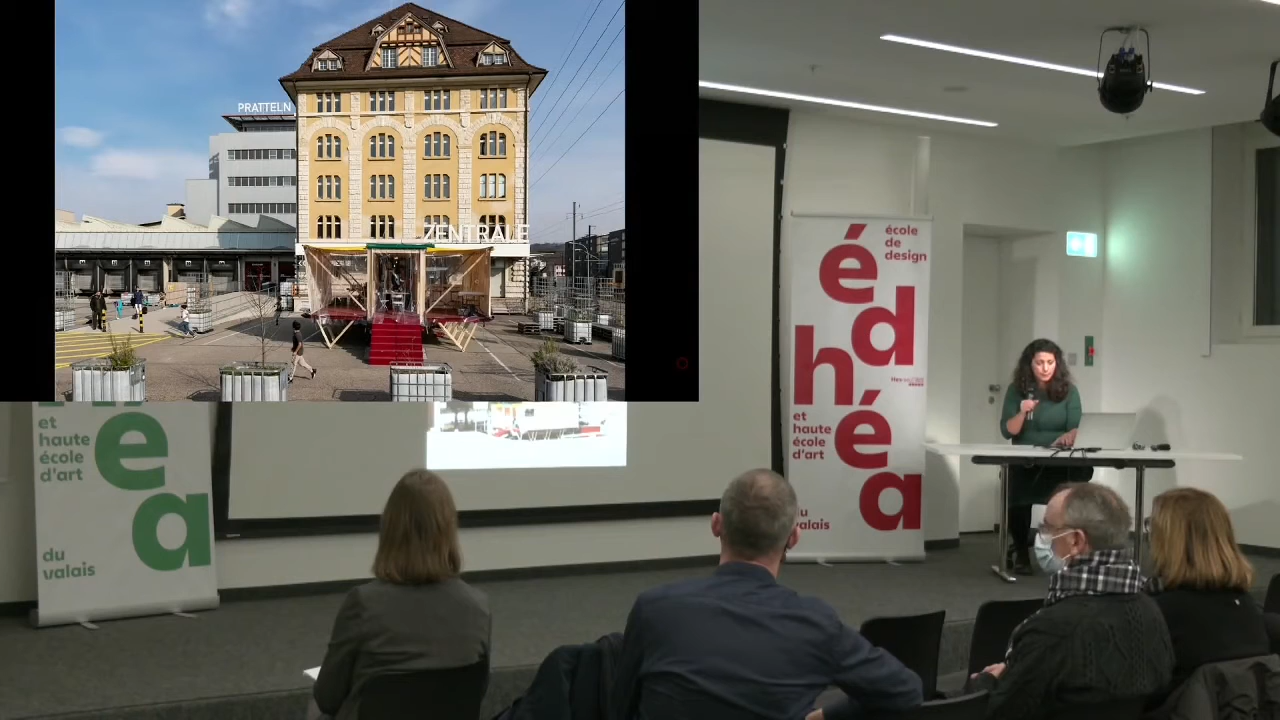 PRATTELN
ZENTRALE
école
de
design
é
d
h
é
a
et
haute
école
d'art
du
valais
et
haute
école
d'art
é
a
du
valais